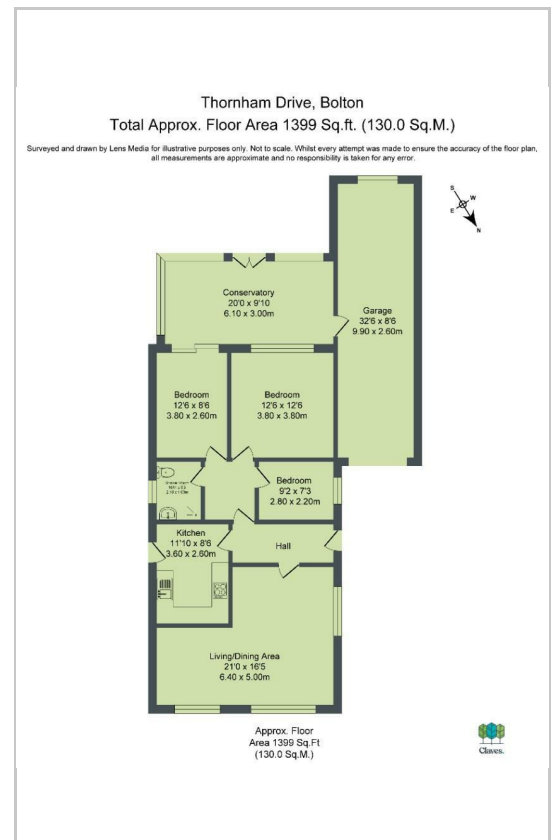 Thornham Drive, Bolton
Total Approx. Floor Area 1399 Sq.ft. (130.0 Sq.M.)
Surveyed and drawn by Lens Media for illustrative purposes only. Not to scale. Whilst every attempt was made to ensure the accuracy of the floor plan,
all measurements are approximate and no responsibility is taken for any error.
S
W
E
N
Conservatory
20'0 x 9'10
6.10 x 3.00m
Garage
32'6 x 8'6
9.90 x 2.60m
Bedroom
12'6 x 8'6
3.80 x 2.60m
Bedroom
12'6 x 12'6
3.80 x 3.80m
Bedroom
9'2 x 7'3
2.80 x 2.20m
Kitchen
11'10 x 8'6
3.60 x 2.60m
Hall
Living/Dining Area
21'0 x 16'5
6.40 x 5.00m
Approx. Floor
Area 1399 Sq.Ft
(130.0 Sq.M.)
Claves.